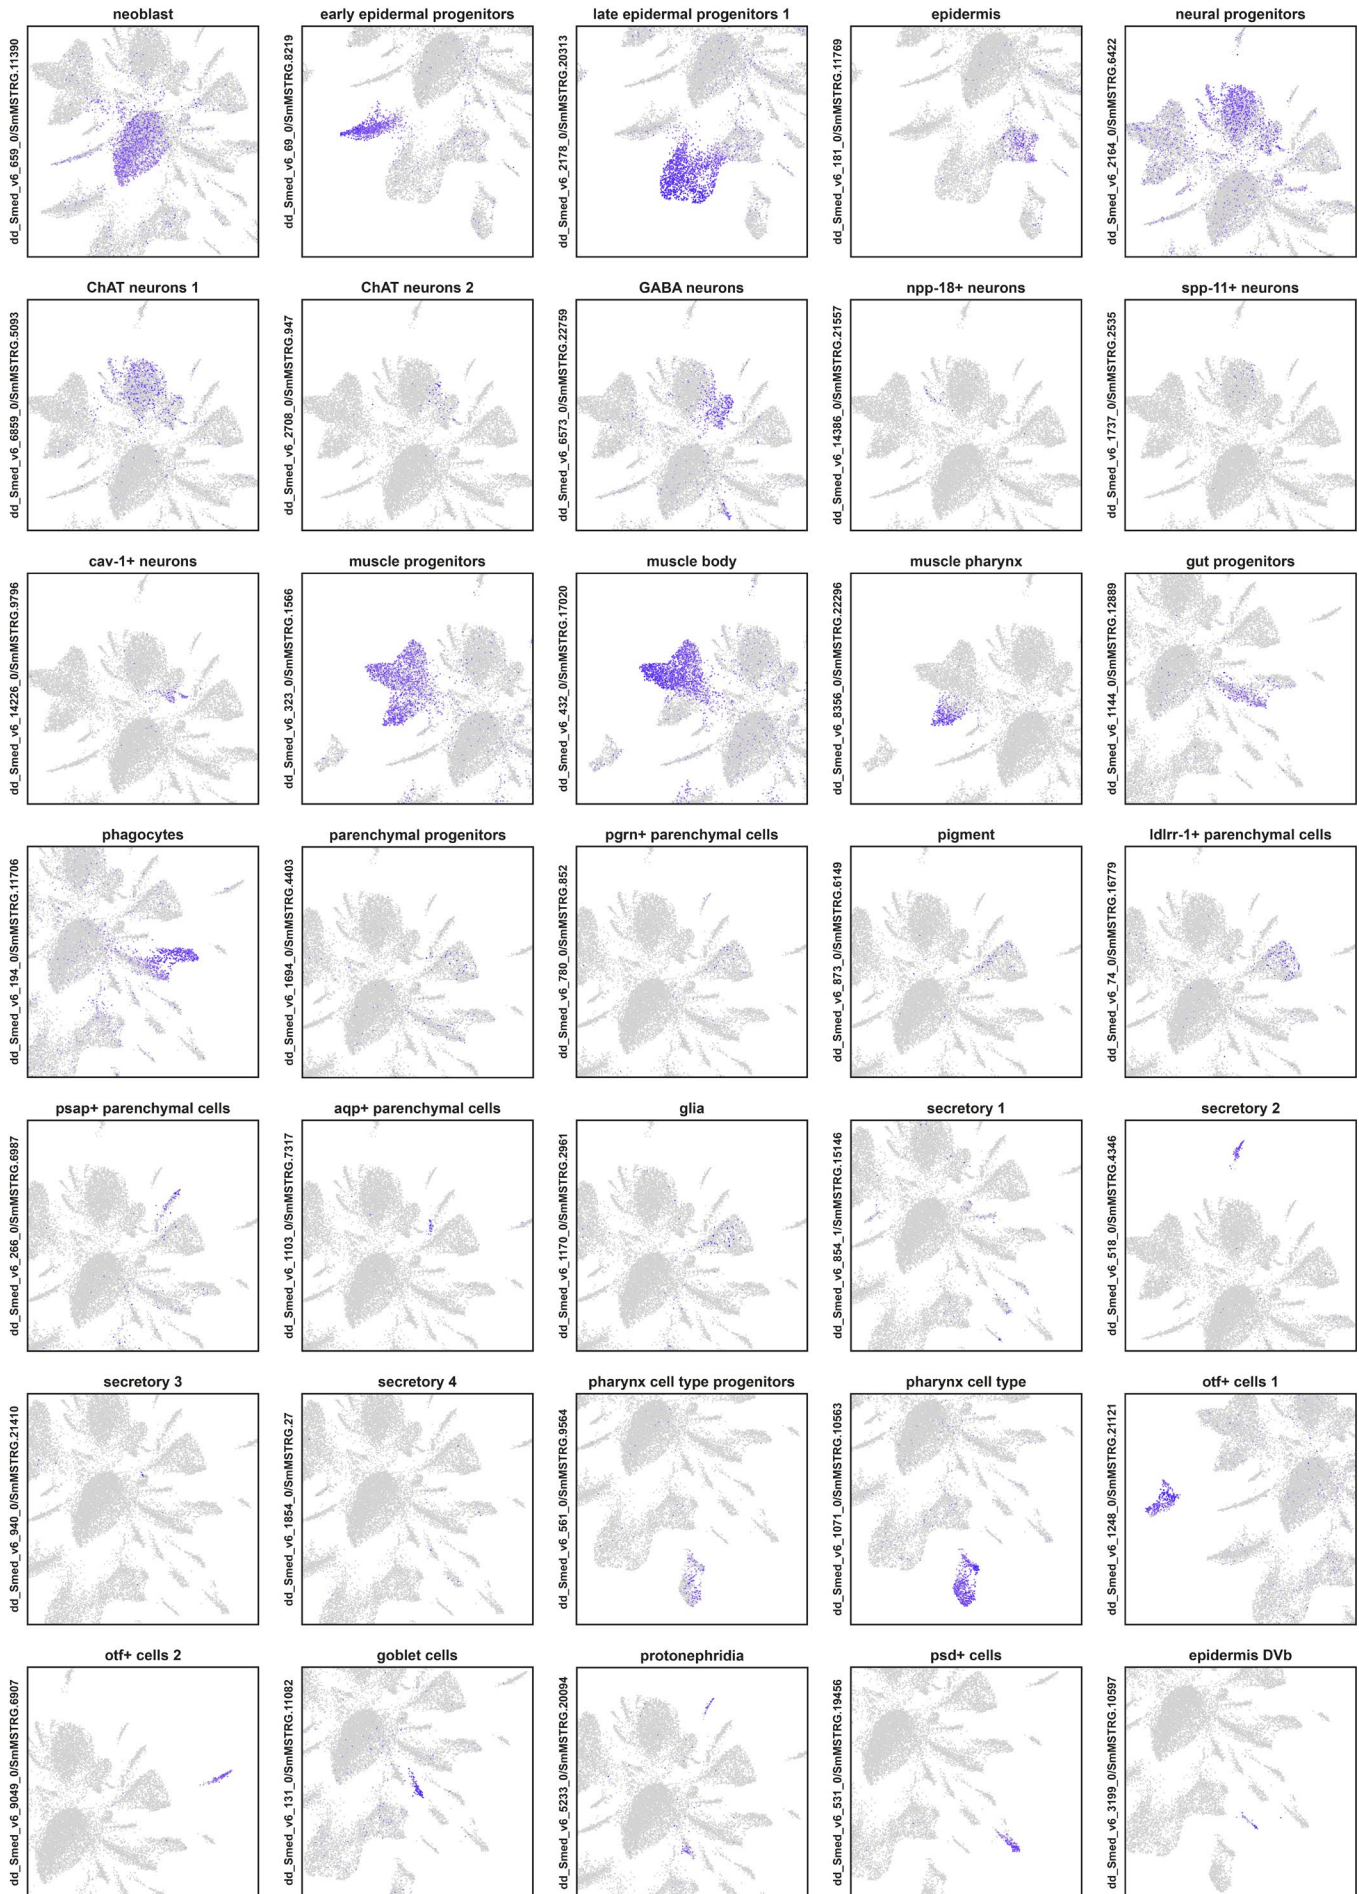 neoblast
dd_Smed_v6_659_0/SmMSTRG.11390
early epidermal progenitors
dd_Smed_v6_69_0/SmMSTRG.8219
late epidermal progenitors 1
dd_Smed_v6_2178_0/SmMSTRG.20313
epidermis
dd_Smed_v6_181_0/SmMSTRG.11769
neural progenitors
dd_Smed_v6_2164_0/SmMSTRG.6422
ChAT neurons 1
dd_Smed_v6_6859_0/SmMSTRG.5093
ChAT neurons 2
dd_Smed_v6_2708_0/SmMSTRG.947
GABA neurons
dd_Smed_v6_6573_0/SmMSTRG.22759
npp-18+ neurons
dd_Smed_v6_14386_0/SmMSTRG.21557
spp-11+ neurons
dd_Smed_v6_1737_0/SmMSTRG.2535
cav-1+ neurons
dd_Smed_v6_14226_0/SmMSTRG.9796
muscle progenitors
dd_Smed_v6_323_0/SmMSTRG.1566
muscle body
dd_Smed_v6_432_0/SmMSTRG.17020
muscle pharynx
dd_Smed_v6_8356_0/SmMSTRG.22296
gut progenitors
dd_Smed_v6_1144_0/SmMSTRG.12889
phagocytes
dd_Smed_v6_194_0/SmMSTRG.11706
parenchymal progenitors
dd_Smed_v6_1694_0/SmMSTRG.4403
pgrn+ parenchymal cells
dd_Smed_v6_780_0/SmMSTRG.852
pigment
dd_Smed_v6_873_0/SmMSTRG.6149
ldlrr-1+ parenchymal cells
dd_Smed_v6_74_0/SmMSTRG.16779
psap+ parenchymal cells
dd_Smed_v6_266_0/SmMSTRG.6987
aqp+ parenchymal cells
dd_Smed_v6_1103_0/SmMSTRG.7317
glia
dd_Smed_v6_1170_0/SmMSTRG.2961
secretory 1
dd_Smed_v6_854_1/SmMSTRG.15146
secretory 2
dd_Smed_v6_518_0/SmMSTRG.4346
secretory 3
dd_Smed_v6_940_0/SmMSTRG.21410
secretory 4
dd_Smed_v6_1854_0/SmMSTRG.27
pharynx cell type progenitors
dd_Smed_v6_561_0/SmMSTRG.9564
pharynx cell type
dd_Smed_v6_1071_0/SmMSTRG.10563
otf+ cells 1
dd_Smed_v6_1248_0/SmMSTRG.21121
otf+ cells 2
dd_Smed_v6_9049_0/SmMSTRG.6907
goblet cells
dd_Smed_v6_131_0/SmMSTRG.11082
protonephridia
dd_Smed_v6_5233_0/SmMSTRG.20094
psd+ cells
dd_Smed_v6_531_0/SmMSTRG.19456
epidermis DVb
dd_Smed_v6_3199_0/SmMSTRG.10597